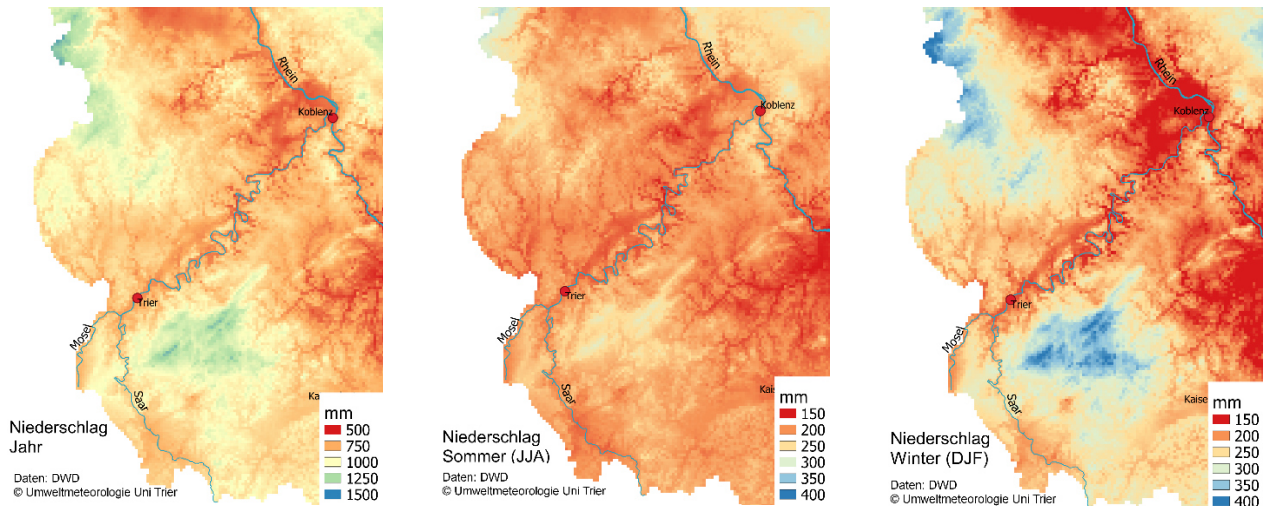 Rhein
Koblenz
Trier
Mosel
Saar
Ka
Niederschlag
Jahr
Daten: DWD
© Umweltmeteorologie Uni Trier
mm
500
750
1000
1250
1500
Rhein
Koblenz
Trier
Mosel
Saar
Kaise
Niederschlag
Sommer (JJA)
Daten: DWD
© Umweltmeteorologie Uni Trier
mm
150
200
250
300
350
400
Rhein
Koblenz
Trier
Mosel
Saar
Kaisers
Niederschlag
Winter (DJF)
Daten: DWD
© Umweltmeteorologie Uni Trier
mm
150
200
250
300
350
400